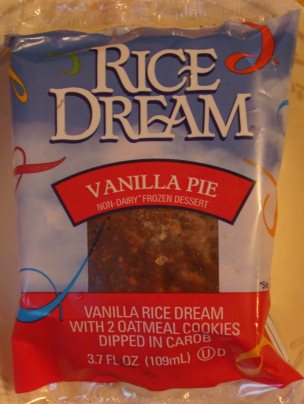 RICE
DREAM
VANILLA PIE
NON-DAIRY* FROZEN DESSERT
VANILLA RICE DREAM
WITH 2 OATMEAL COOKIES
DIPPED IN CAROB
3.7 FL OZ (109mL) Ⓤ D